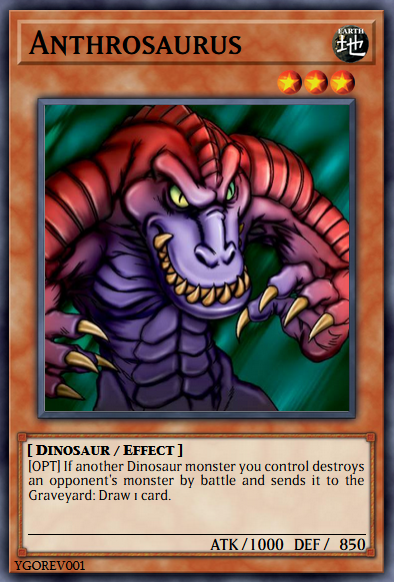 Anthrosaurus
EARTH
地
[ Dinosaur / Effect ]
[OPT] If another Dinosaur monster you control destroys
an opponent's monster by battle and sends it to the
Graveyard: Draw 1 card.
ATK / 1000 DEF / 850
YGOREV001